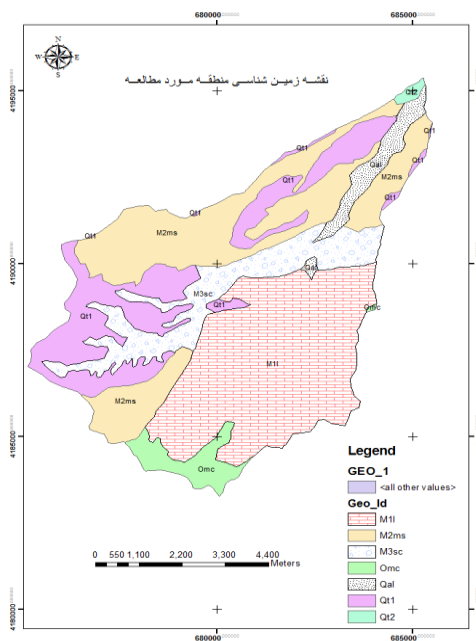 680000 685000
N
W E
S
نقشه زمین شناسی منطقه مورد مطالعه
4195000
Qt2
Qt1
Qt1
Qal
Qt1
Qt1
M2ms
Qt1
Qt1
M2ms
Qt1
4190000
Qal
M3sc
Qt1
Qt1
Omc
M1l
M2ms
4185000
Omc
Legend
GEO_1
<all other values>
Geo_Id
M1l
M2ms
M3sc
Omc
Qal
Qt1
Qt2
0 550 1,100 2,200 3,300 4,400
Meters
4180000
680000 685000